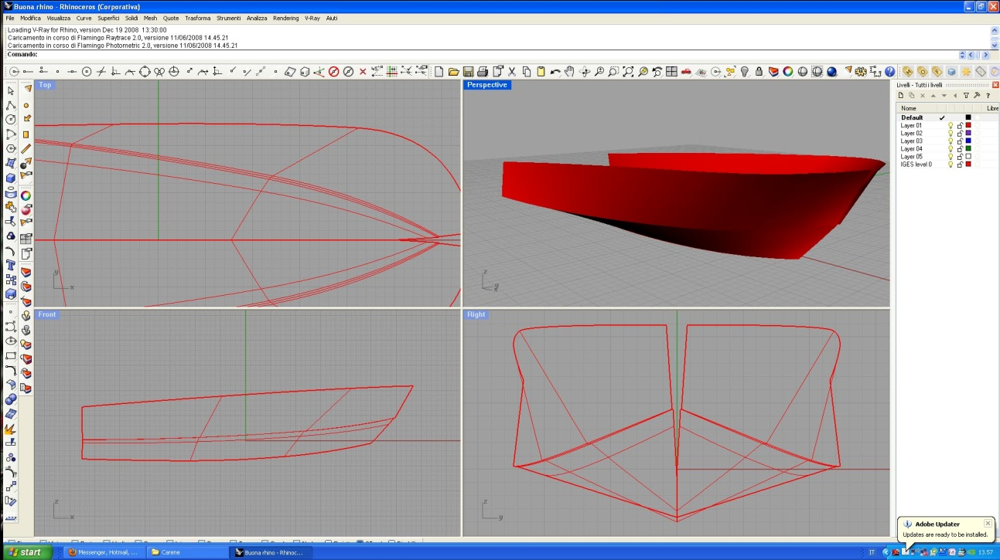 Buona rhino - Rhinoceros (Corporativa)
File Modifica Visualizza Curve Superfici Solidi Mesh Quote Trasforma Strumenti Analizza Rendering V-Ray Aiuti
Loading V-Ray for Rhino, version Dec 19 2008 13:30:00
Caricamento in corso di Flamingo Raytrace 2.0, versione 11/06/2008 14.45.21
Caricamento in corso di Flamingo Photometric 2.0, versione 11/06/2008 14.45.21
Comando:
Top
Perspective
Livelli - Tutti i livelli
Nome Libre
Default
Layer 01
Layer 02
Layer 03
Layer 04
Layer 05
IGES level 0
y
x
z
y
x
Front
Right
z
x
z
y
Adobe Updater
Updates are ready to be installed.
start
Messenger, Hotmail, ...
Carene
Buona rhino - Rhinoc...
IT
13.57